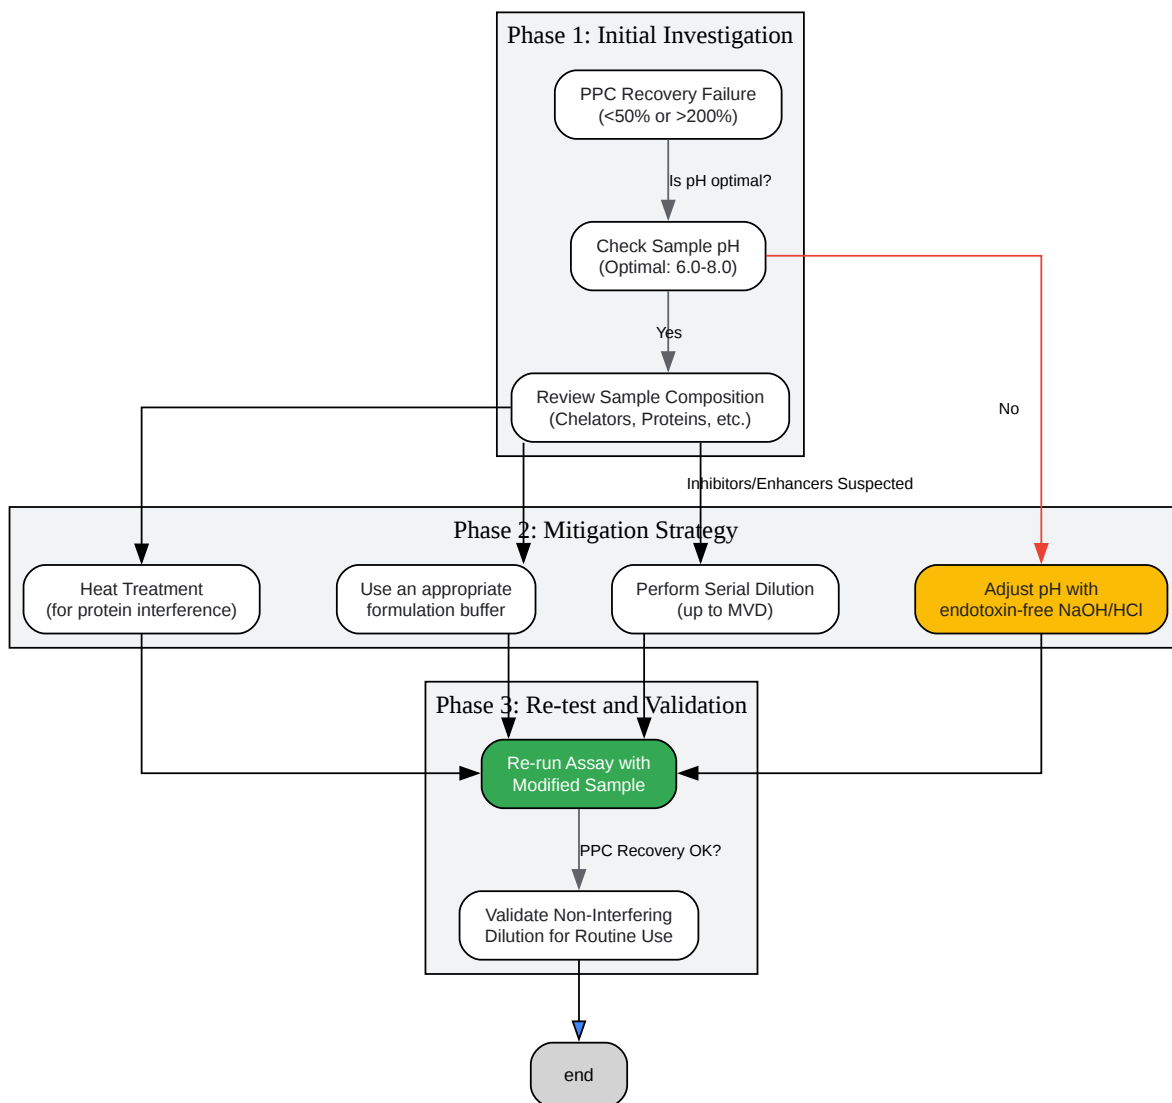 Phase 1: Initial Investigation
PPC Recovery Failure
(<50% or >200%)
Is pH optimal?
Check Sample pH
(Optimal: 6.0-8.0)
Yes
Review Sample Composition
(Chelators, Proteins, etc.)
No
Inhibitors/Enhancers Suspected
Phase 2: Mitigation Strategy
Heat Treatment
(for protein interference)
Use an appropriate
formulation buffer
Perform Serial Dilution
(up to MVD)
Adjust pH with
endotoxin-free NaOH/HCl
Phase 3: Re-test and Validation
Re-run Assay with
Modified Sample
PPC Recovery OK?
Validate Non-Interfering
Dilution for Routine Use
end